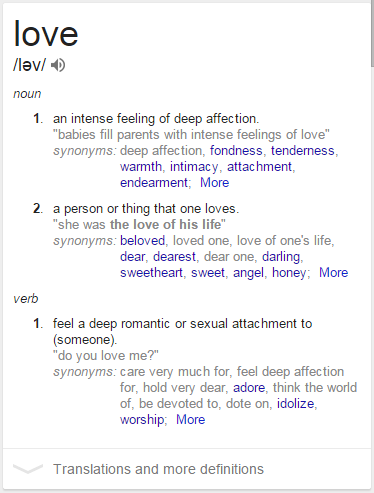 love
/ləv/
noun
1. an intense feeling of deep affection.
"babies fill parents with intense feelings of love"
synonyms: deep affection, fondness, tenderness,
warmth, intimacy, attachment,
endearment; More
2. a person or thing that one loves.
"she was the love of his life"
synonyms: beloved, loved one, love of one's life,
dear, dearest, dear one, darling,
sweetheart, sweet, angel, honey; More
verb
1. feel a deep romantic or sexual attachment to
(someone).
"do you love me?"
synonyms: care very much for, feel deep affection
for, hold very dear, adore, think the world
of, be devoted to, dote on, idolize,
worship; More
Translations and more definitions